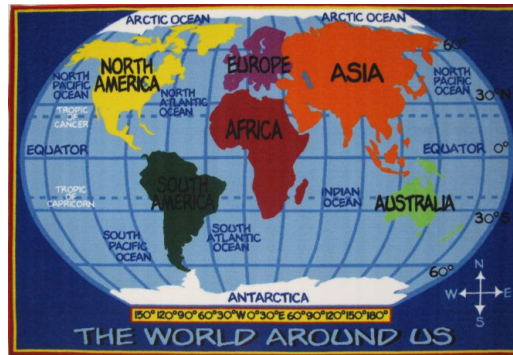 ARCTIC OCEAN
ARCTIC OCEAN
60°
NORTH
AMERICA
EUROPE
ASIA
NORTH
PACIFIC
OCEAN
NORTH
ATLANTIC
OCEAN
NORTH
PACIFIC
OCEAN
30°N
TROPIC
OF
CANCER
AFRICA
EQUATOR
EQUATOR 0°
SOUTH
AMERICA
TROPIC
OF
CAPRICORN
INDIAN
OCEAN
AUSTRALIA
30°S
SOUTH
PACIFIC
OCEAN
SOUTH
ATLANTIC
OCEAN
60°
ANTARCTICA
N
W E
S
150° 120° 90° 60° 30° W 0° 30° E 60° 90° 120° 150° 180°
THE WORLD AROUND US